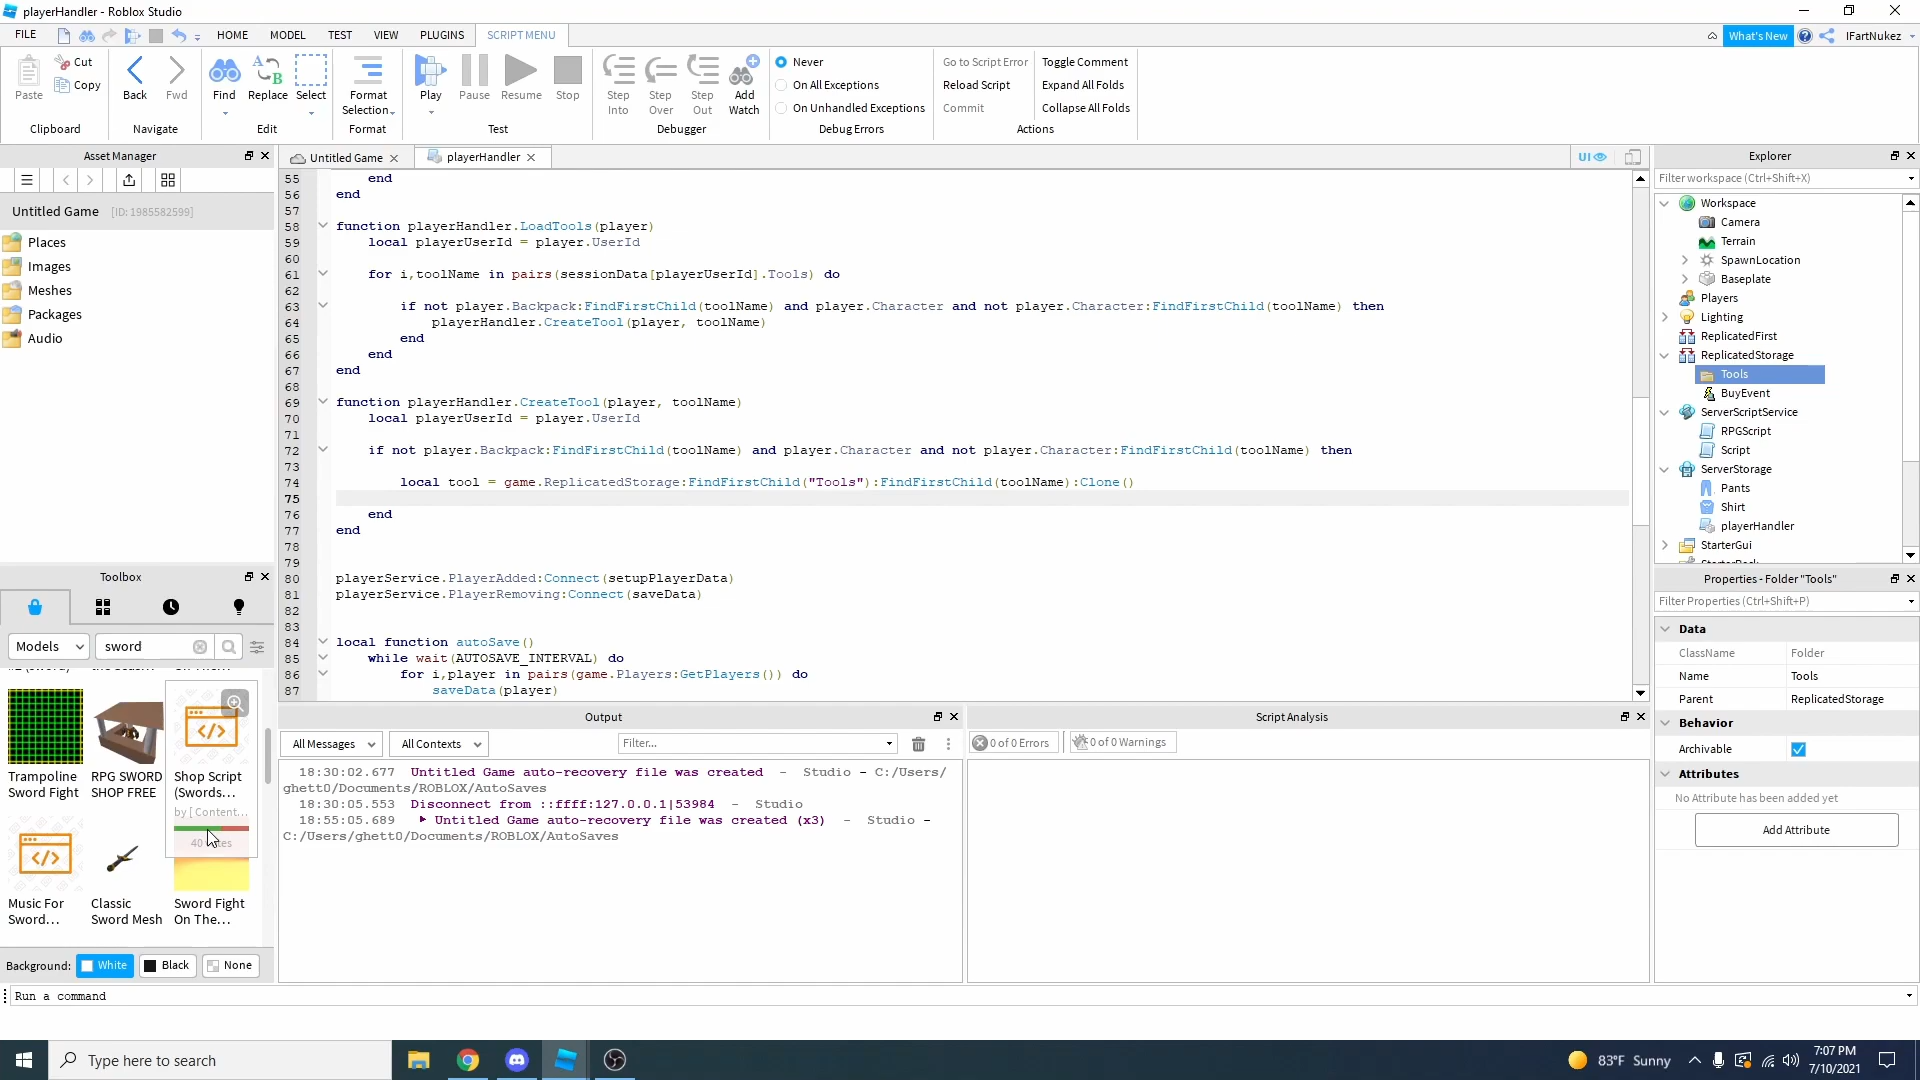 playerHandler - Roblox Studio
FILE
HOME
MODEL
TEST
VIEW
PLUGINS
SCRIPT MENU
What's New
IFartNukez
Cut
Copy
Paste
Clipboard
Back
Fwd
Navigate
Find
Replace
Select
Edit
Format
Selection
Format
Play
Pause
Resume
Stop
Test
Step
Into
Step
Over
Step
Out
Add
Watch
Debugger
Never
On All Exceptions
On Unhandled Exceptions
Debug Errors
Go to Script Error
Reload Script
Commit
Toggle Comment
Expand All Folds
Collapse All Folds
Actions
Asset Manager
Untitled Game [ID: 1985582599]
Places
Images
Meshes
Packages
Audio
Untitled Game
playerHandler
UI
55 end
56 end
57
58 function playerHandler.LoadTools(player)
59 local playerUserId = player.UserId
60
61 for i,toolName in pairs(sessionData[playerUserId].Tools) do
62
63 if not player.Backpack:FindFirstChild(toolName) and player.Character and not player.Character:FindFirstChild(toolName) then
64 playerHandler.CreateTool(player, toolName)
65 end
66 end
67 end
68
69 function playerHandler.CreateTool(player, toolName)
70 local playerUserId = player.UserId
71
72 if not player.Backpack:FindFirstChild(toolName) and player.Character and not player.Character:FindFirstChild(toolName) then
73
74 local tool = game.ReplicatedStorage:FindFirstChild("Tools"):FindFirstChild(toolName):Clone()
75
76 end
77 end
78
79
80 playerService.PlayerAdded:Connect(setupPlayerData)
81 playerService.PlayerRemoving:Connect(saveData)
82
83
84 local function autoSave()
85 while wait(AUTOSAVE_INTERVAL) do
86 for i,player in pairs(game.Players:GetPlayers()) do
87 saveData(player)
Explorer
Filter workspace (Ctrl+Shift+X)
Workspace
Camera
Terrain
SpawnLocation
Baseplate
Players
Lighting
ReplicatedFirst
ReplicatedStorage
Tools
BuyEvent
ServerScriptService
RPGScript
Script
ServerStorage
Pants
Shirt
playerHandler
StarterGui
Properties - Folder "Tools"
Filter Properties (Ctrl+Shift+P)
Data
ClassName Folder
Name Tools
Parent ReplicatedStorage
Behavior
Archivable
Attributes
No Attribute has been added yet
Add Attribute
Toolbox
Models
sword
Trampoline
Sword Fight
RPG SWORD
SHOP FREE
Shop Script
(Swords...
by [ Content...
Music For
Sword...
Classic
Sword Mesh
Sword Fight
On The...
Background:
White
Black
None
Output
All Messages
All Contexts
Filter...
18:30:02.677 Untitled Game auto-recovery file was created - Studio - C:/Users/
ghett0/Documents/ROBLOX/AutoSaves
18:30:05.553 Disconnect from ::ffff:127.0.0.1|53984 - Studio
18:55:05.689 Untitled Game auto-recovery file was created (x3) - Studio -
C:/Users/ghett0/Documents/ROBLOX/AutoSaves
Script Analysis
0 of 0 Errors
0 of 0 Warnings
Run a command
Type here to search
83°F Sunny
7:07 PM
7/10/2021